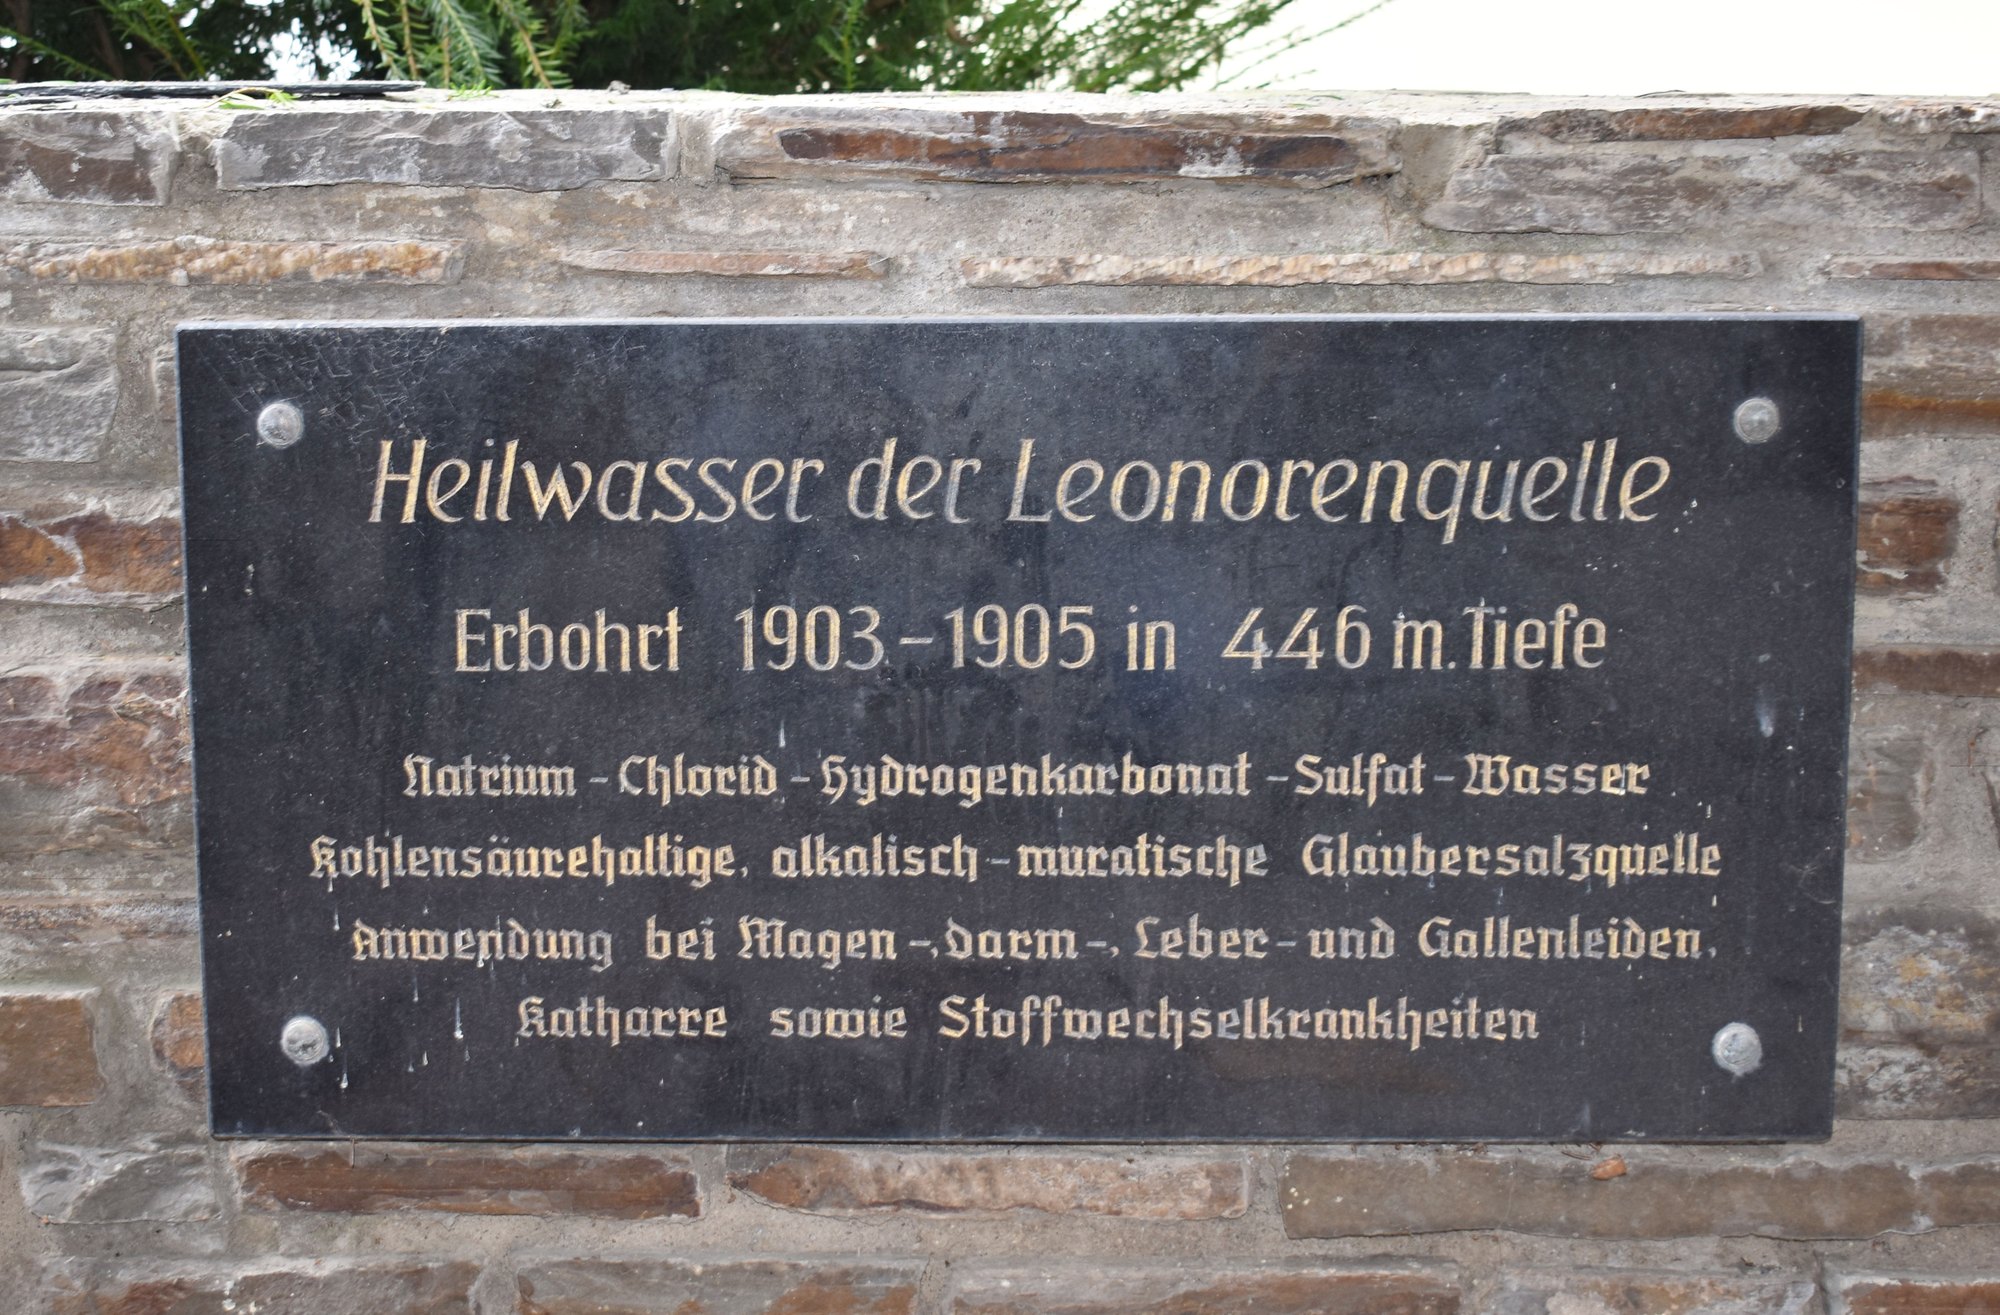 Heilwasser der Leonorenquelle
Erbohrt 1903-1905 in 446 m. Tiefe
Natrium-Chlorid-Hydrogenkarbonat-Sulfat-Wasser
Kohlensäurehaltige, alkalisch-muratische Glaubersalzquelle
Anwendung bei Magen-, Darm-, Leber- und Gallenleiden,
Katharre sowie Stoffwechselkrankheiten